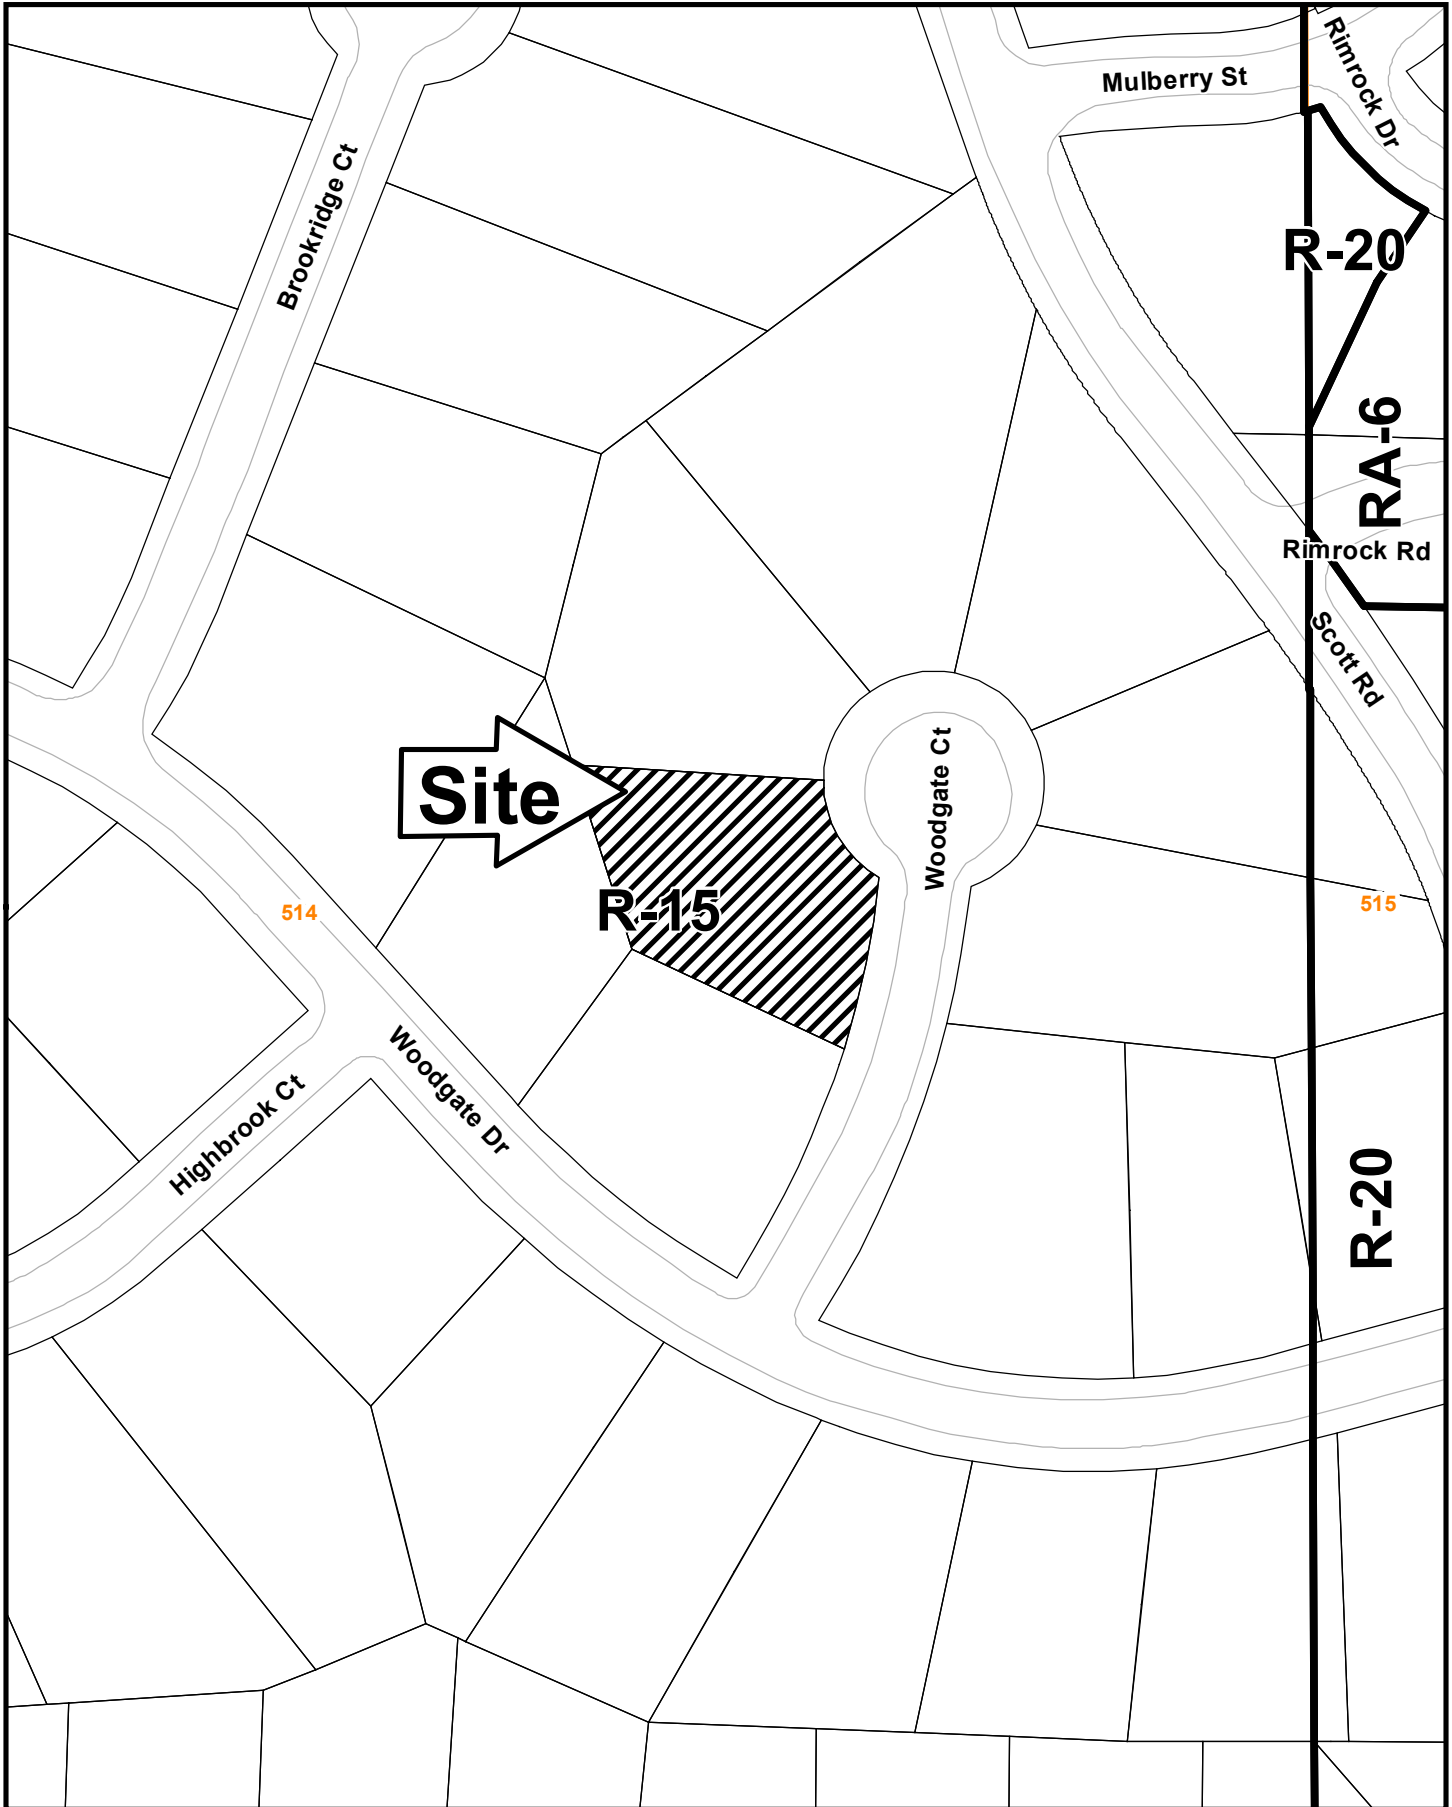 Mulberry St
Rimrock Dr
Brookridge Ct
R-20
RA-6
Rimrock Rd
Scott Rd
Site
Woodgate Ct
R-15
514
515
Woodgate Dr
Highbrook Ct
R-20